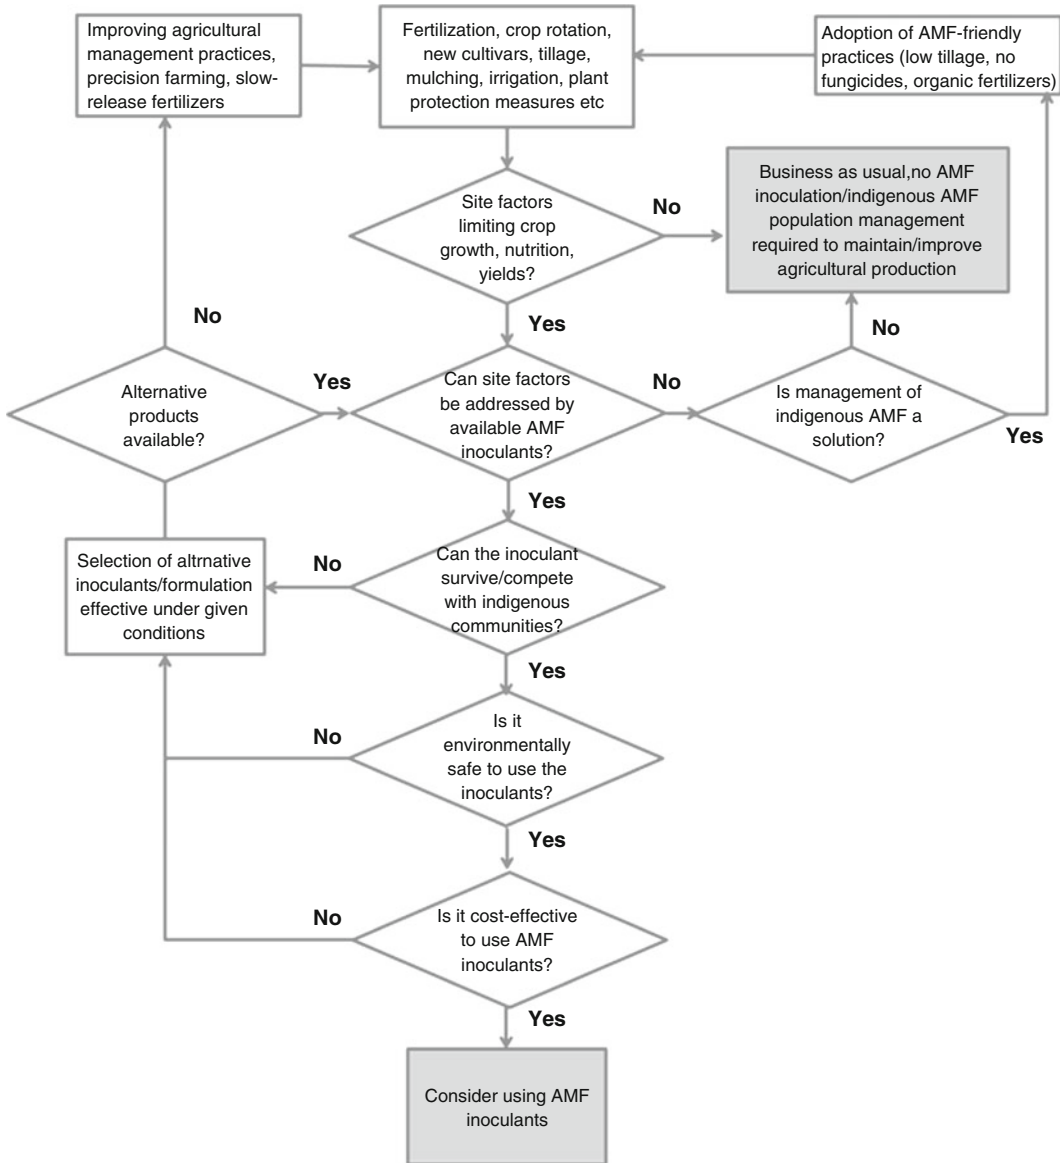 Improving agricultural
management practices,
precision farming, slow-
release fertilizers
Fertilization, crop rotation,
new cultivars, tillage,
mulching, irrigation, plant
protection measures etc
Adoption of AMF-friendly
practices (low tillage, no
fungicides, organic fertilizers)
Site factors
limiting crop
growth, nutrition,
yields?
No
Business as usual,no AMF
inoculation/indigenous AMF
population management
required to maintain/improve
agricultural production
No
Yes
No
Alternative
products
available?
Yes
Can site factors
be addressed by
available AMF
inoculants?
No
Is management of
indigenous AMF a
solution?
Yes
Yes
Selection of altrnative
inoculants/formulation
effective under given
conditions
No
Can the inoculant
survive/compete
with indigenous
communities?
Yes
No
Is it
environmentally
safe to use the
inoculants?
Yes
No
Is it cost-effective
to use AMF
inoculants?
Yes
Consider using AMF
inoculants